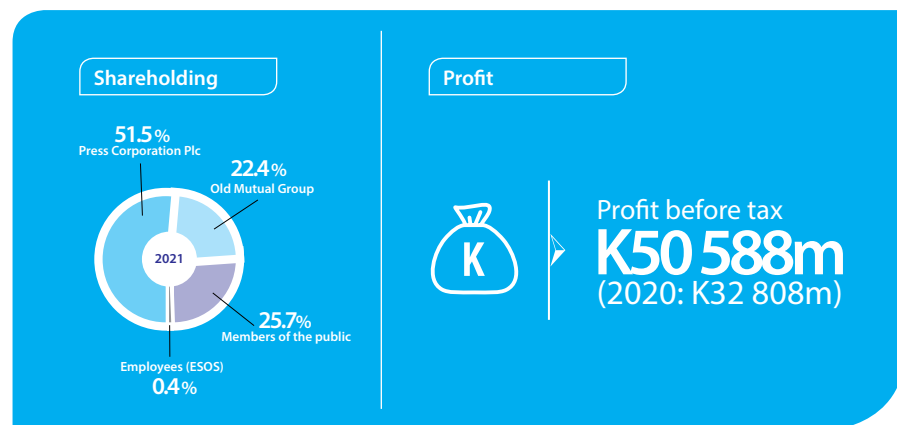 Shareholding
51.5%
Press Corporation Plc
22.4%
Old Mutual Group
2021
25.7%
Members of the public
Employees (ESOS)
0.4%
Profit
K
Profit before tax
K50 588m
(2020: K32 808m)